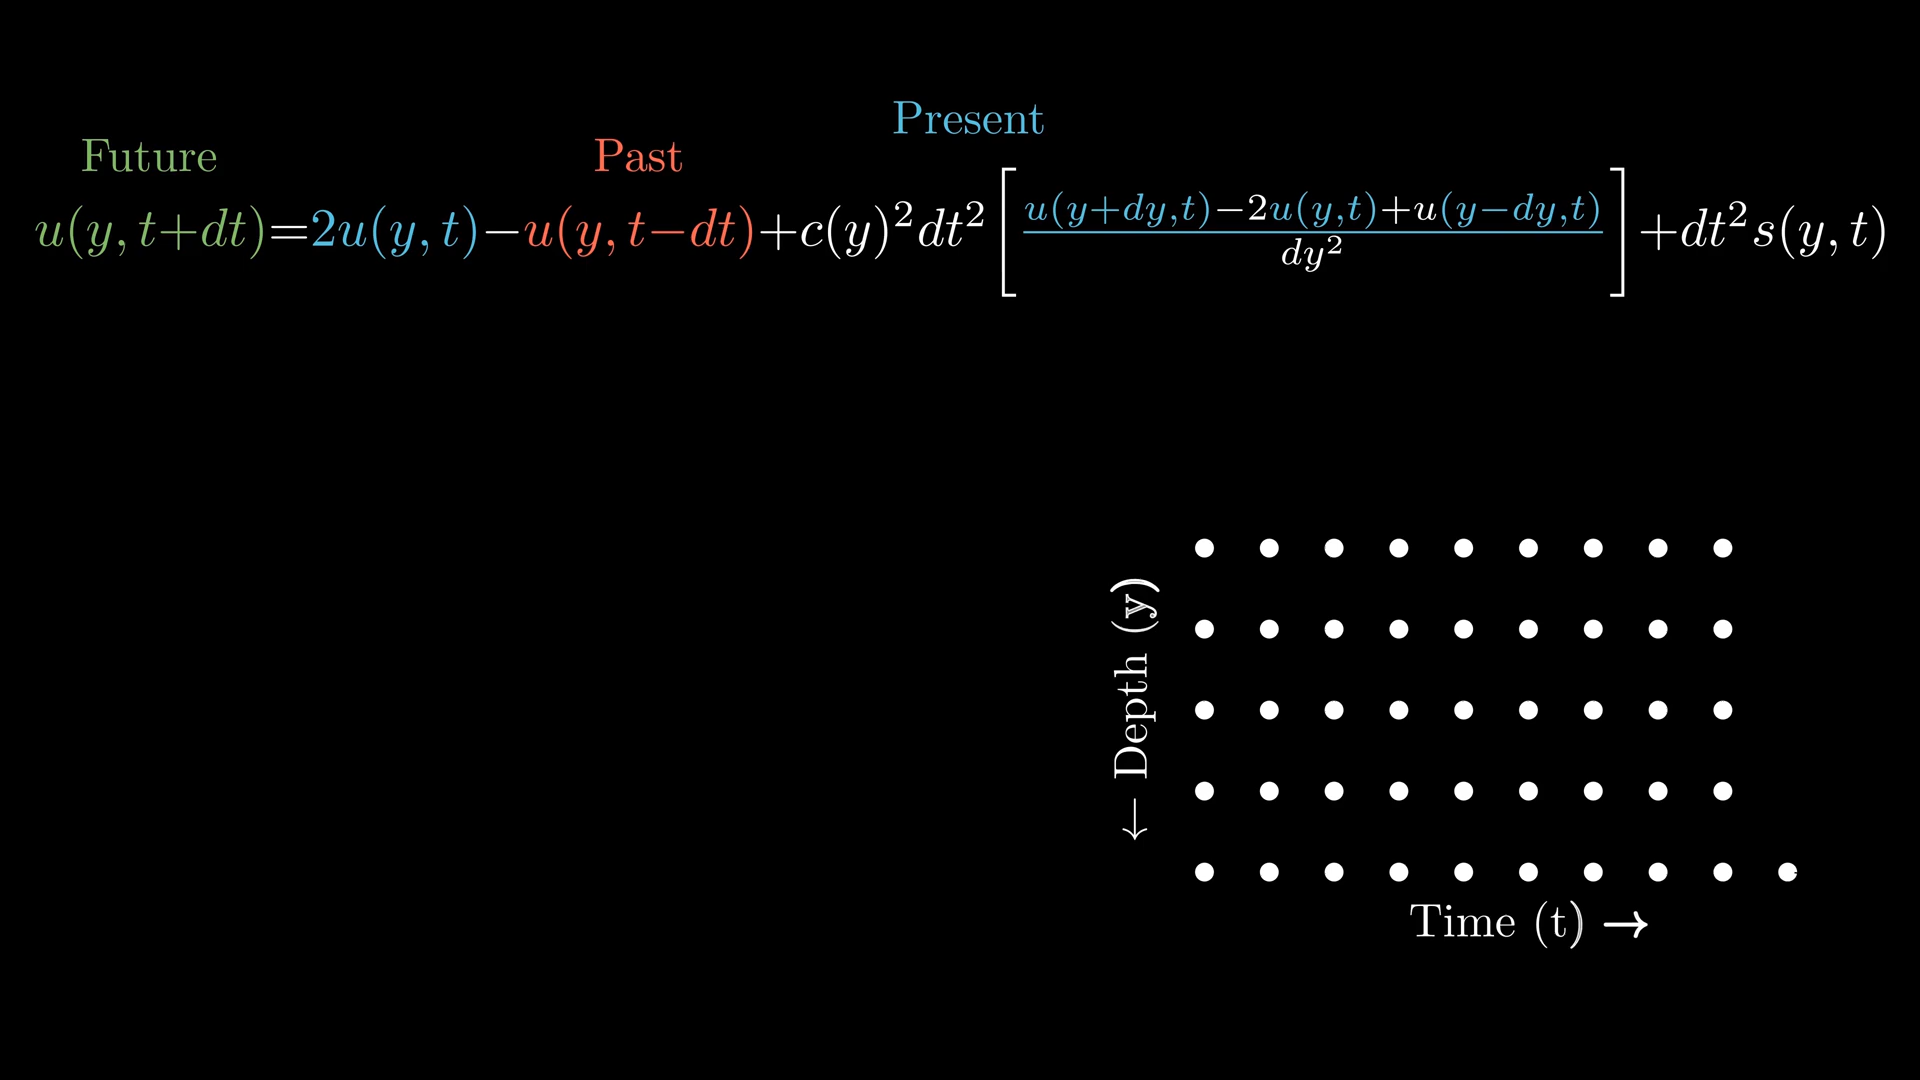 Present
Future Past
u(y, t+dt)=2u(y, t)−u(y, t−dt)+c(y)²dt²[u(y+dy,t)−2u(y,t)+u(y−dy,t) / dy²]+dt²s(y, t)
← Depth (y)
Time (t) →